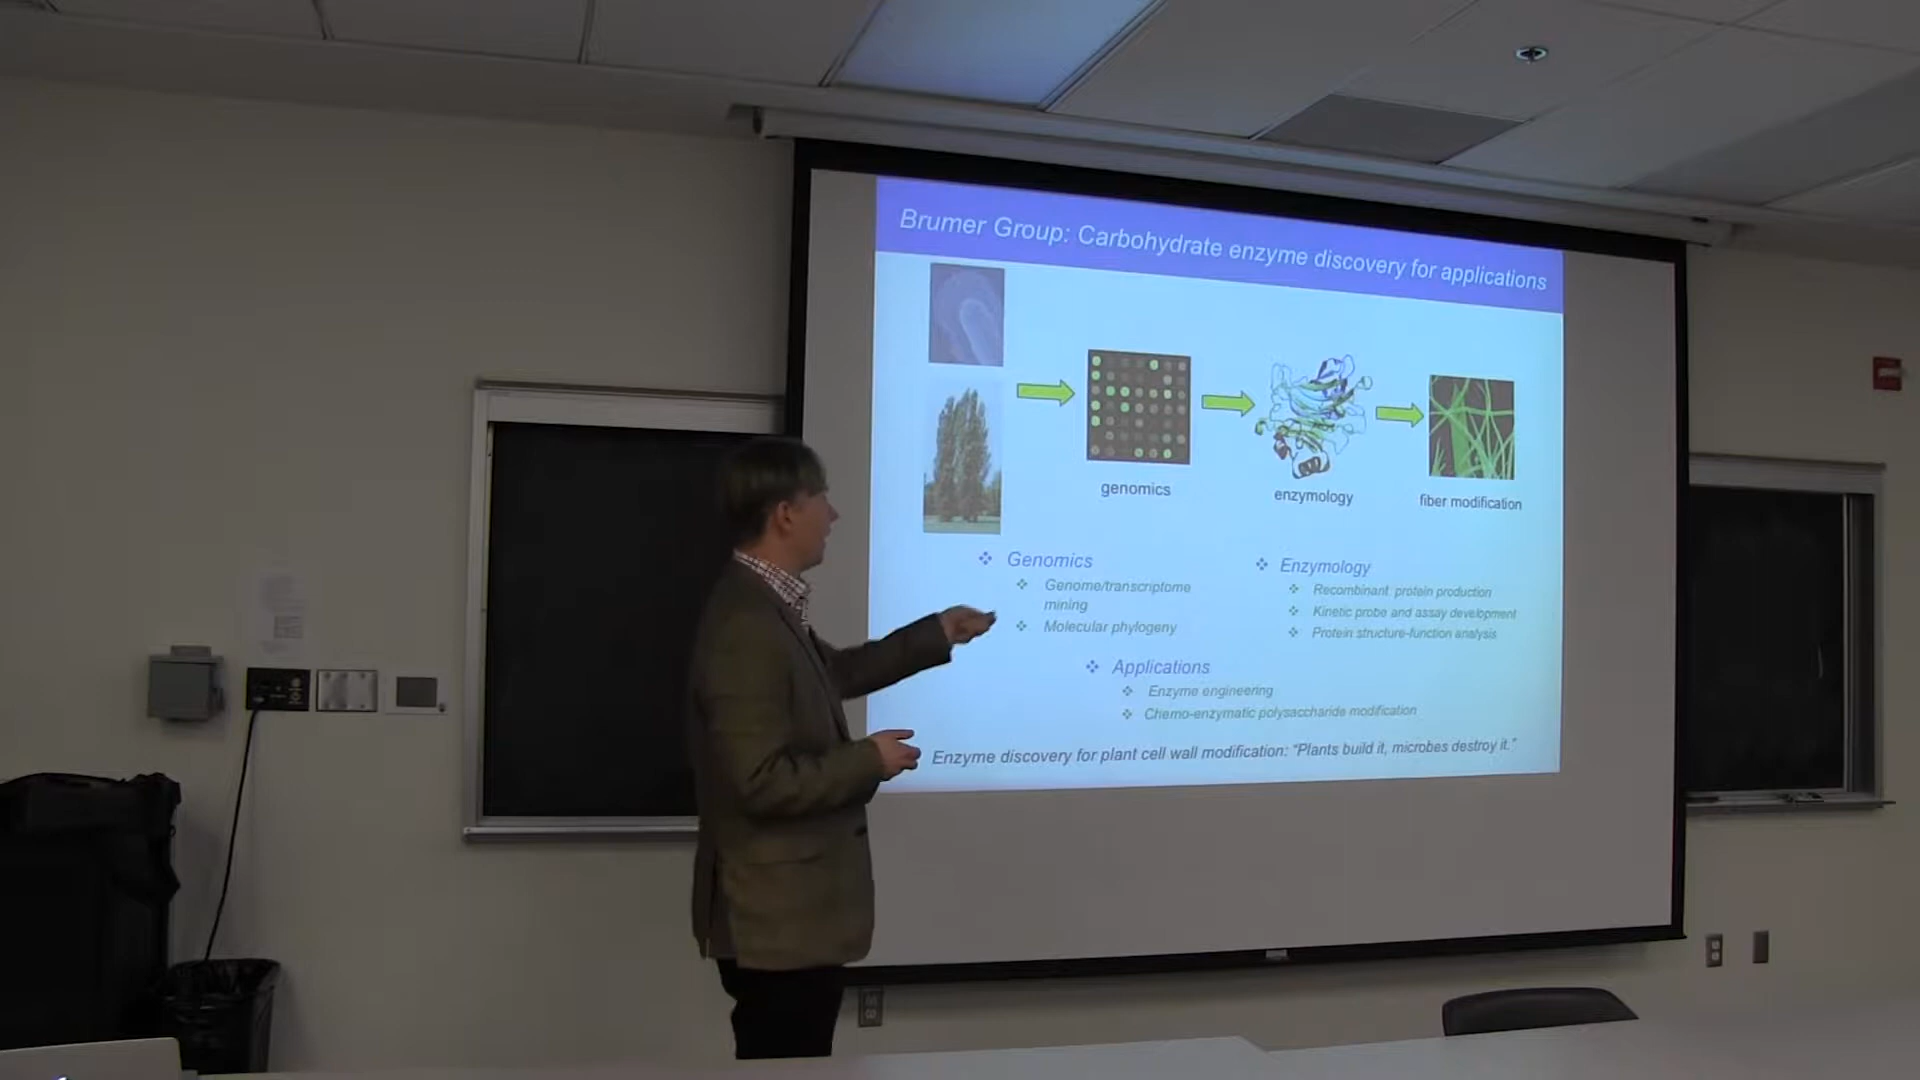 Brumer Group: Carbohydrate enzyme discovery for applications
genomics
enzymology
fiber modification
❖ Genomics
❖ Genome/transcriptome
mining
❖ Molecular phylogeny
❖ Enzymology
❖ Recombinant protein production
❖ Kinetic probe and assay development
❖ Protein structure-function analysis
❖ Applications
❖ Enzyme engineering
❖ Chemo-enzymatic polysaccharide modification
Enzyme discovery for plant cell wall modification: “Plants build it, microbes destroy it.”